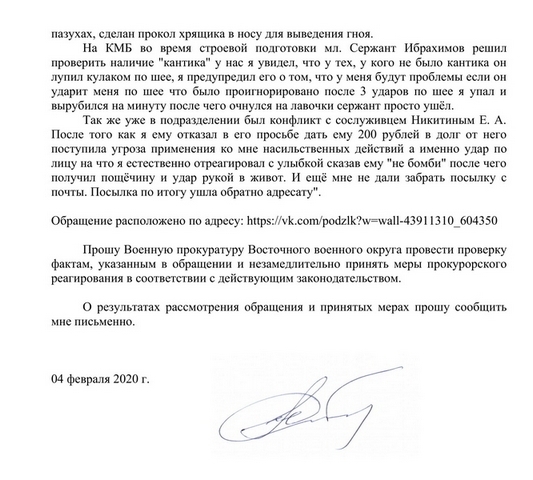 пазухах, сделан прокол хрящика в носу для выведения гноя.
На КМБ во время строевой подготовки мл. Сержант Ибрахимов решил
проверить наличие "кантика" у нас я увидел, что у тех, у кого не было кантика он
лупил кулаком по шее, я предупредил его о том, что у меня будут проблемы если он
ударит меня по шее что было проигнорировано после 3 ударов по шее я упал и
вырубился на минуту после чего очнулся на лавочки сержант просто ушёл.
Так же уже в подразделении был конфликт с сослуживцем Никитиным Е. А.
После того как я ему отказал в его просьбе дать ему 200 рублей в долг от него
поступила угроза применения ко мне насильственных действий а именно удар по
лицу на что я естественно отреагировал с улыбкой сказав ему "не бомби" после чего
получил пощёчину и удар рукой в живот. И ещё мне не дали забрать посылку с
почты. Посылка по итогу ушла обратно адресату".
Обращение расположено по адресу: https://vk.com/podzlk?w=wall-43911310_604350
Прошу Военную прокуратуру Восточного военного округа провести проверку
фактам, указанным в обращении и незамедлительно принять меры прокурорского
реагирования в соответствии с действующим законодательством.
О результатах рассмотрения обращения и принятых мерах прошу сообщить
мне письменно.
04 февраля 2020 г.